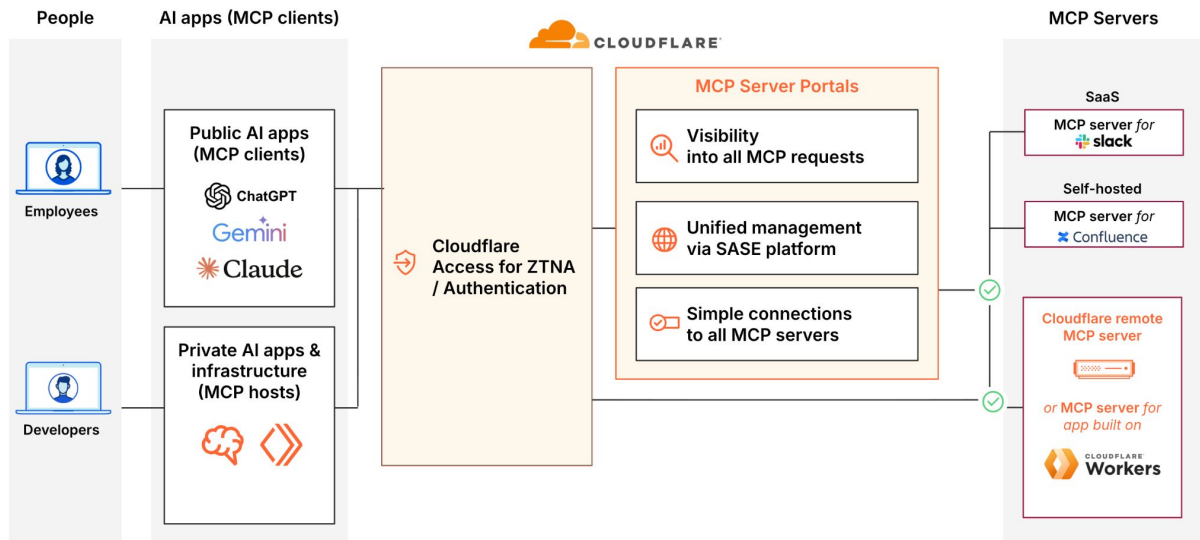 People
AI apps (MCP clients)
CLOUDFLARE
MCP Servers
Employees
Developers
Public AI apps
(MCP clients)
ChatGPT
Gemini
Claude
Private AI apps &
infrastructure
(MCP hosts)
Cloudflare
Access for ZTNA
/ Authentication
MCP Server Portals
Visibility
into all MCP requests
Unified management
via SASE platform
Simple connections
to all MCP servers
SaaS
MCP server for
slack
Self-hosted
MCP server for
Confluence
Cloudflare remote
MCP server
or MCP server for
app built on
CLOUDFLARE
Workers